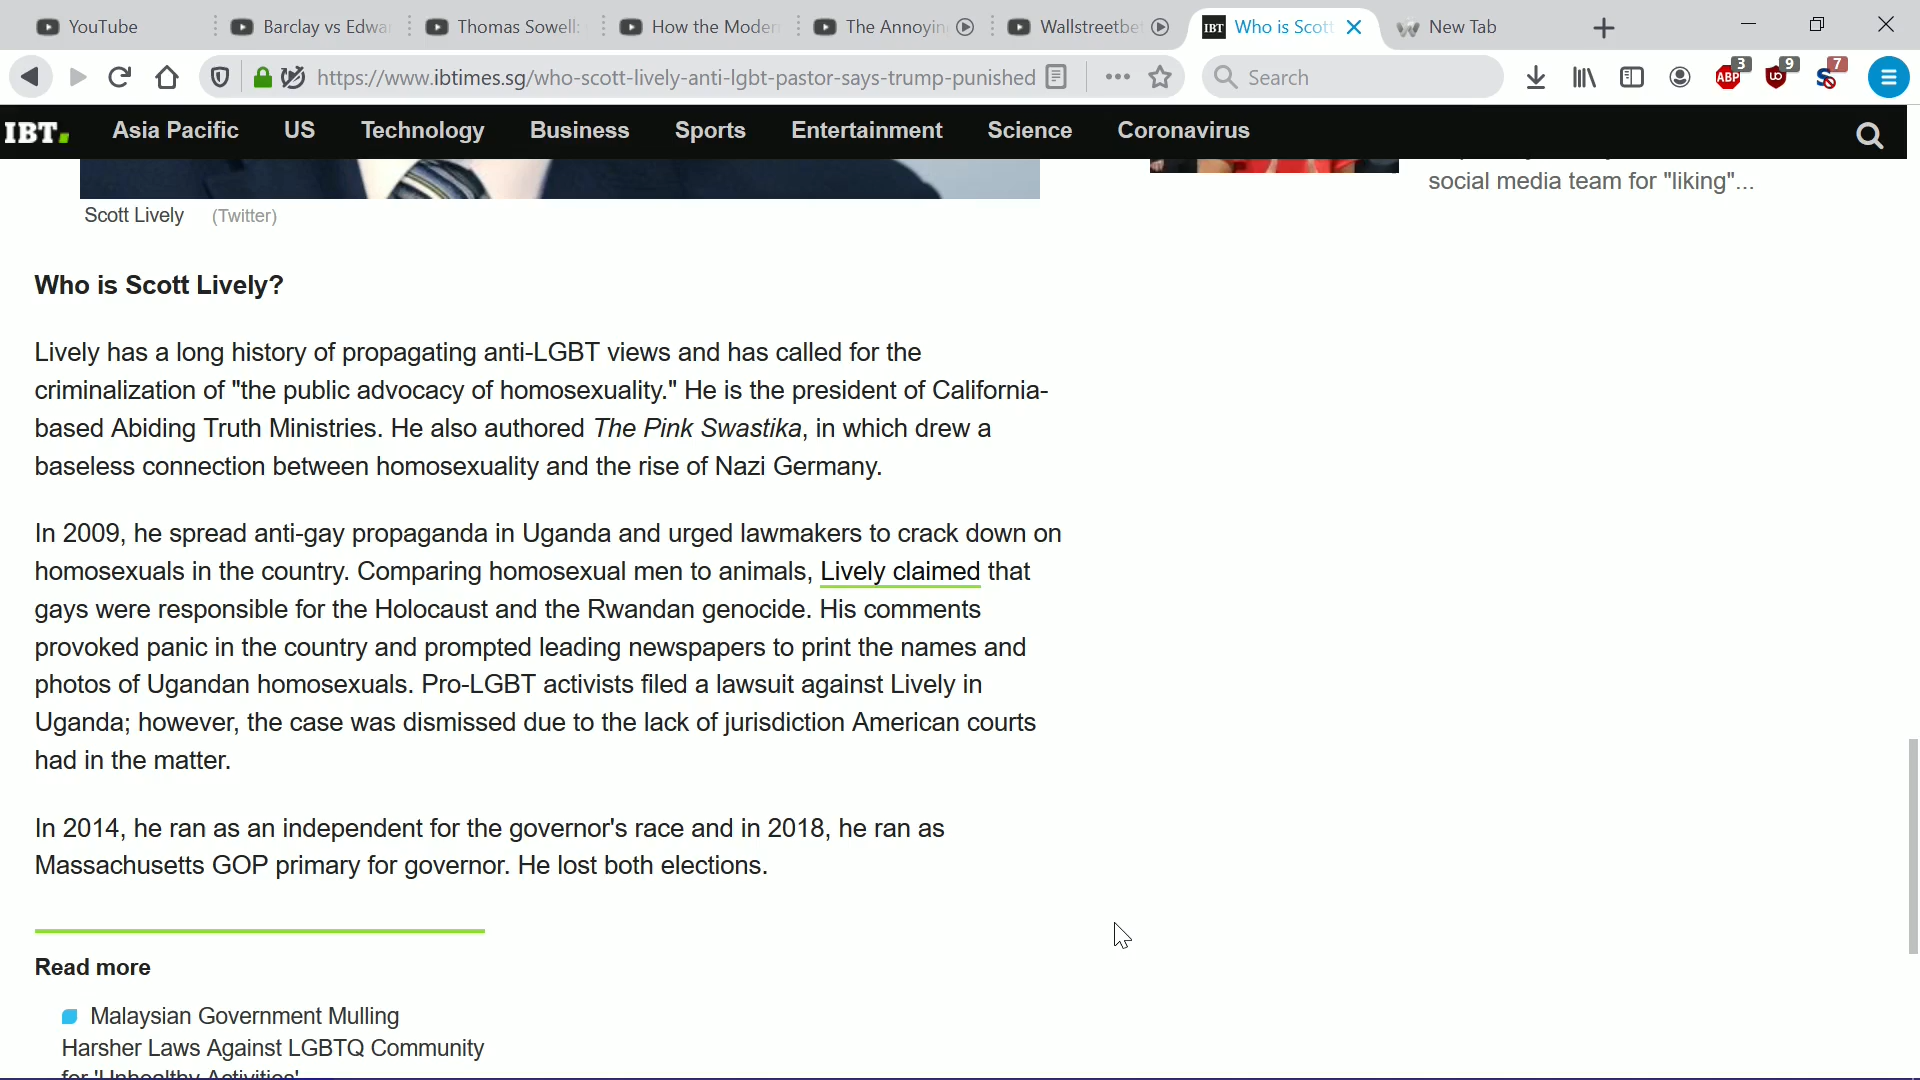 YouTube
Barclay vs Edwa
Thomas Sowell:
How the Moder
The Annoyin
Wallstreetbe
IBT
Who is Scott
New Tab
https://www.ibtimes.sg/who-scott-lively-anti-lgbt-pastor-says-trump-punished
Search
ABP
3
9
7
IBT.
Asia Pacific
US
Technology
Business
Sports
Entertainment
Science
Coronavirus
social media team for "liking"...
Scott Lively (Twitter)
Who is Scott Lively?
Lively has a long history of propagating anti-LGBT views and has called for the
criminalization of "the public advocacy of homosexuality." He is the president of California-
based Abiding Truth Ministries. He also authored The Pink Swastika, in which drew a
baseless connection between homosexuality and the rise of Nazi Germany.
In 2009, he spread anti-gay propaganda in Uganda and urged lawmakers to crack down on
homosexuals in the country. Comparing homosexual men to animals, Lively claimed that
gays were responsible for the Holocaust and the Rwandan genocide. His comments
provoked panic in the country and prompted leading newspapers to print the names and
photos of Ugandan homosexuals. Pro-LGBT activists filed a lawsuit against Lively in
Uganda; however, the case was dismissed due to the lack of jurisdiction American courts
had in the matter.
In 2014, he ran as an independent for the governor's race and in 2018, he ran as
Massachusetts GOP primary for governor. He lost both elections.
Read more
Malaysian Government Mulling
Harsher Laws Against LGBTQ Community
for 'Unhealthy Activities'